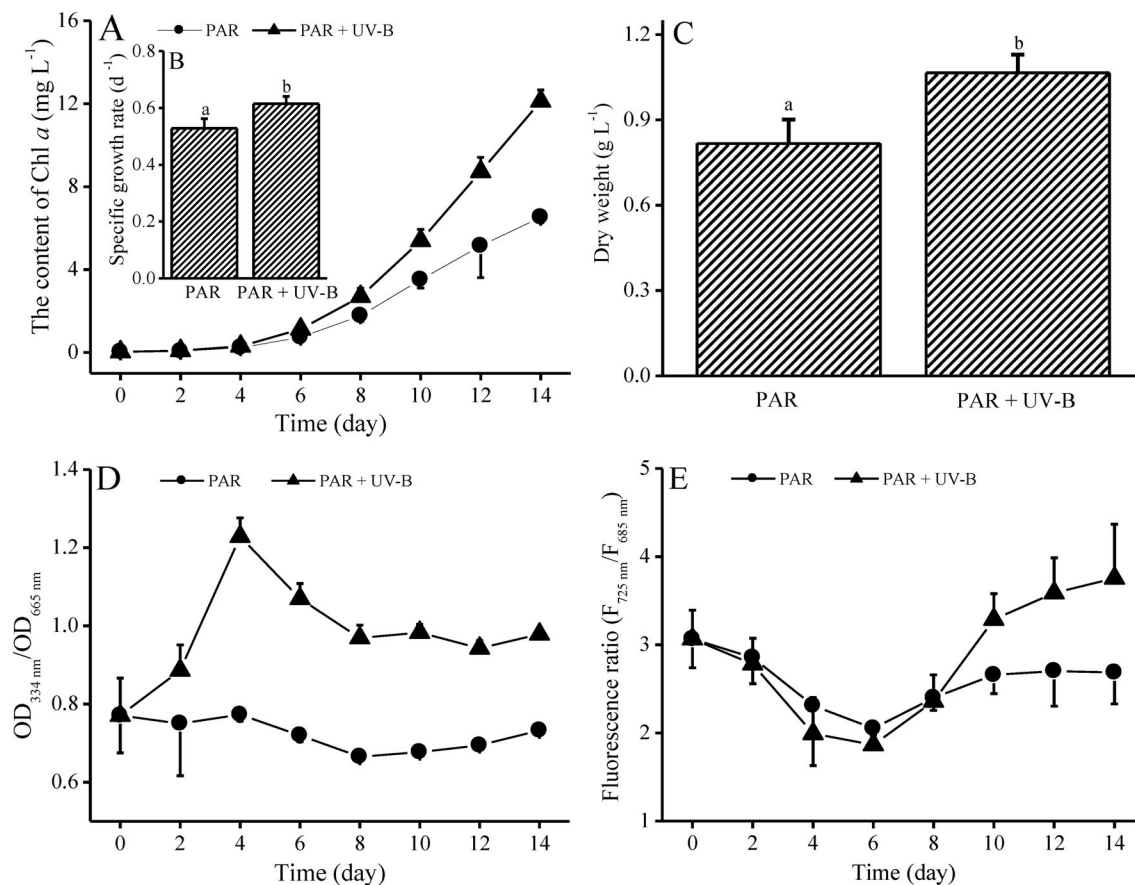 A
PAR
PAR + UV-B
The content of Chl a (mg L⁻¹)
16
12
8
4
0
0 2 4 6 8 10 12 14
Time (day)
B
Specific growth rate (d⁻¹)
0.8
0.6
0.4
0.2
0.0
a
b
PAR PAR + UV-B
C
Dry weight (g L⁻¹)
1.2
0.9
0.6
0.3
0.0
a
b
PAR
PAR + UV-B
D
PAR
PAR + UV-B
OD334 nm/OD665 nm
1.4
1.2
1.0
0.8
0.6
0 2 4 6 8 10 12 14
Time (day)
E
PAR
PAR + UV-B
Fluorescence ratio (F725 nm/F685 nm)
5
4
3
2
1
0 2 4 6 8 10 12 14
Time (day)